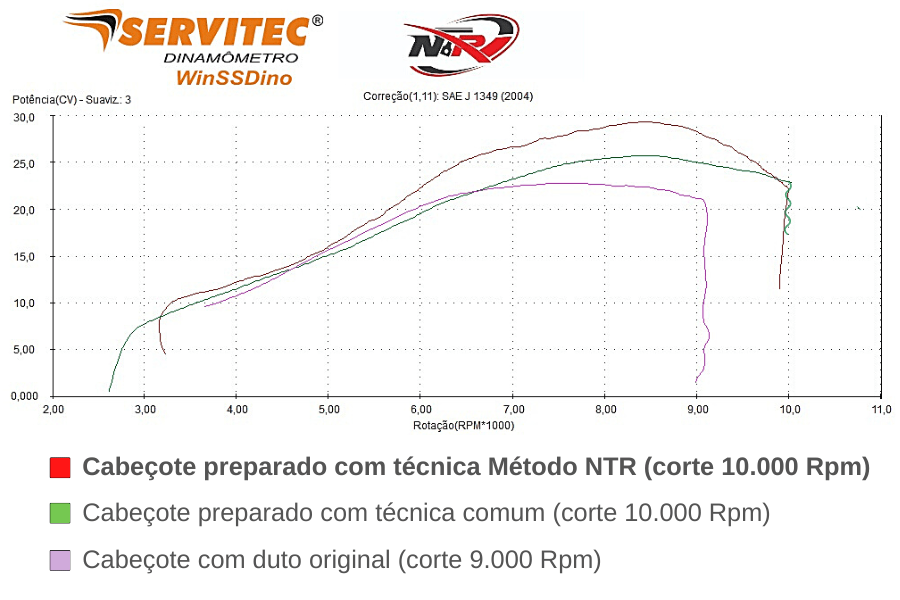 SERVITEC®
DINAMÔMETRO
WinSSDino
NTR
Potência(CV) - Suaviz.: 3
Correção(1,11): SAE J 1349 (2004)
30,0
25,0
20,0
15,0
10,0
5,00
0,000
2,00 3,00 4,00 5,00 6,00 7,00 8,00 9,00 10,0 11,0
Rotação(RPM*1000)
Cabeçote preparado com técnica Método NTR (corte 10.000 Rpm)
Cabeçote preparado com técnica comum (corte 10.000 Rpm)
Cabeçote com duto original (corte 9.000 Rpm)